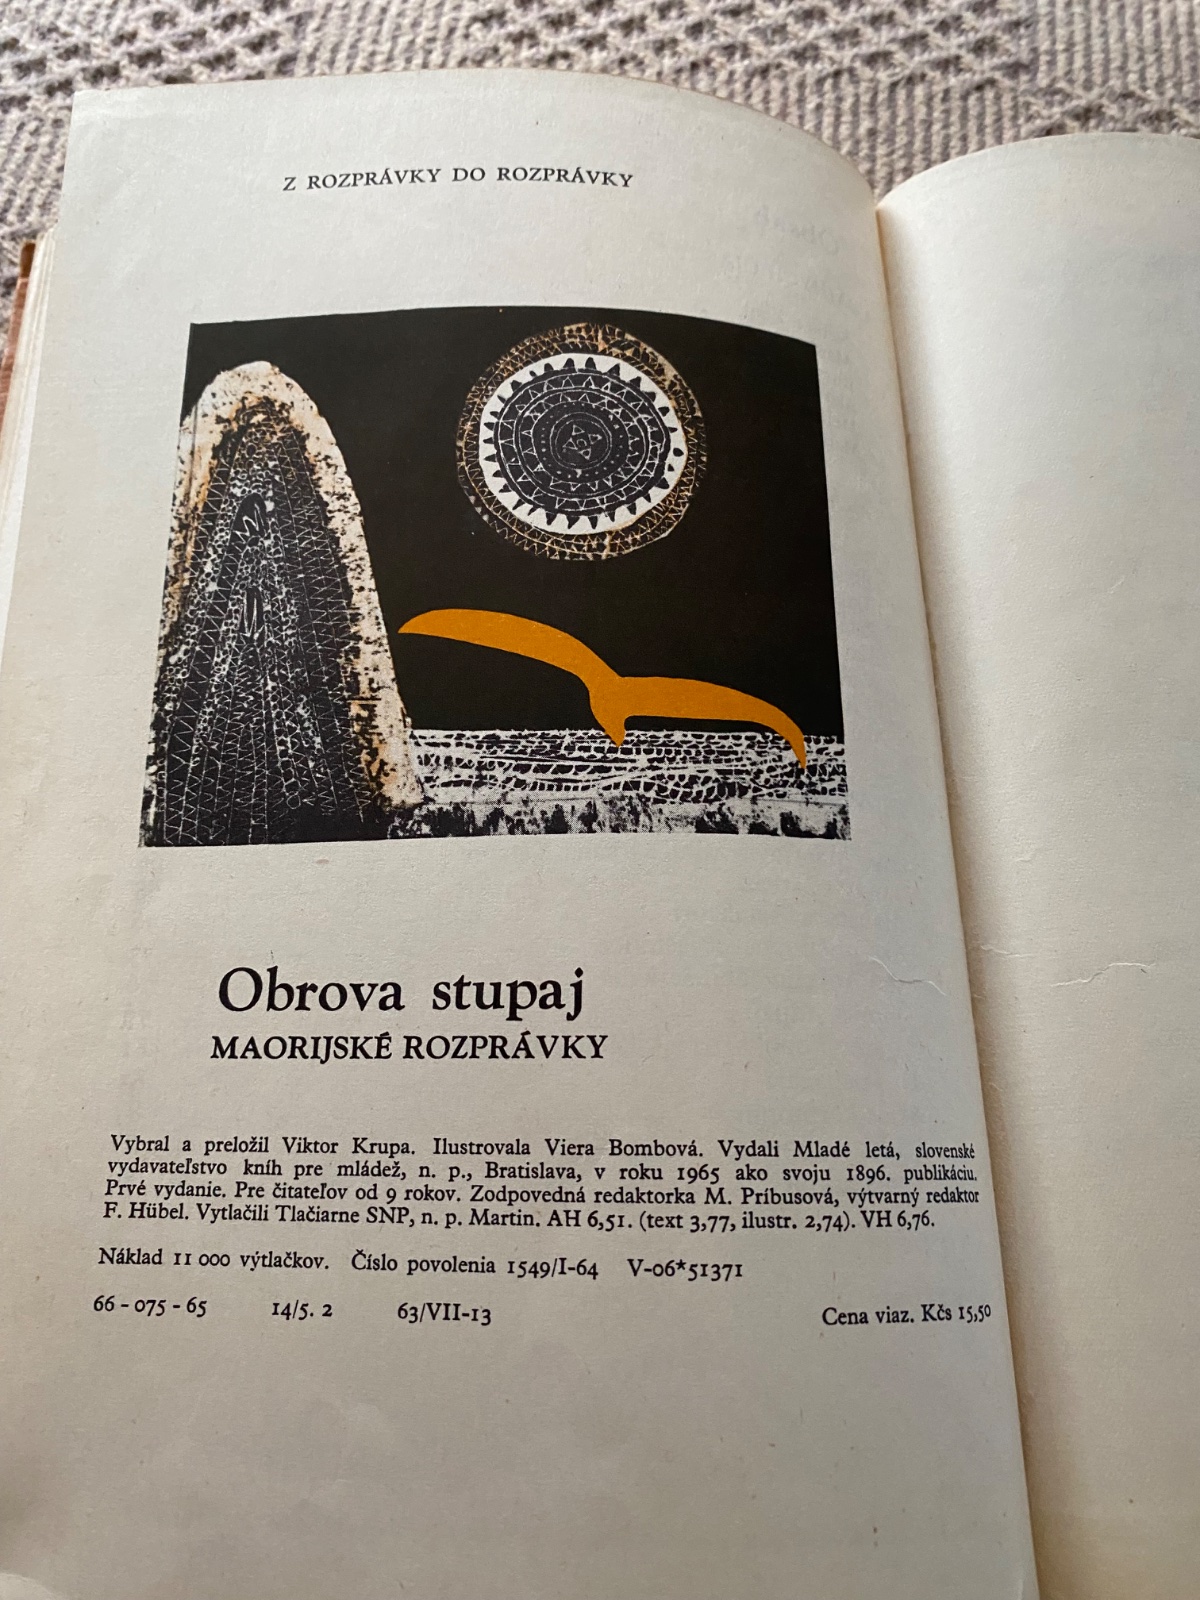 Z ROZPRÁVKY DO ROZPRÁVKY
Obrova stupaj
MAORIJSKÉ ROZPRÁVKY
Vybral a preložil Viktor Krupa. Ilustrovala Viera Bombová. Vydali Mladé letá, slovenské
vydavateľstvo kníh pre mládež, n. p., Bratislava, v roku 1965 ako svoju 1896. publikáciu.
Prvé vydanie. Pre čitateľov od 9 rokov. Zodpovedná redaktorka M. Príbusová, výtvarný redaktor
F. Hübel. Vytlačili Tlačiarne SNP, n. p. Martin. AH 6,51. (text 3,77, ilustr. 2,74). VH 6,76.
Náklad 11 000 výtlačkov. Číslo povolenia 1549/I-64 V-06*51371
66 - 075 - 65 14/5. 2 63/VII-13 Cena viaz. Kčs 15,50